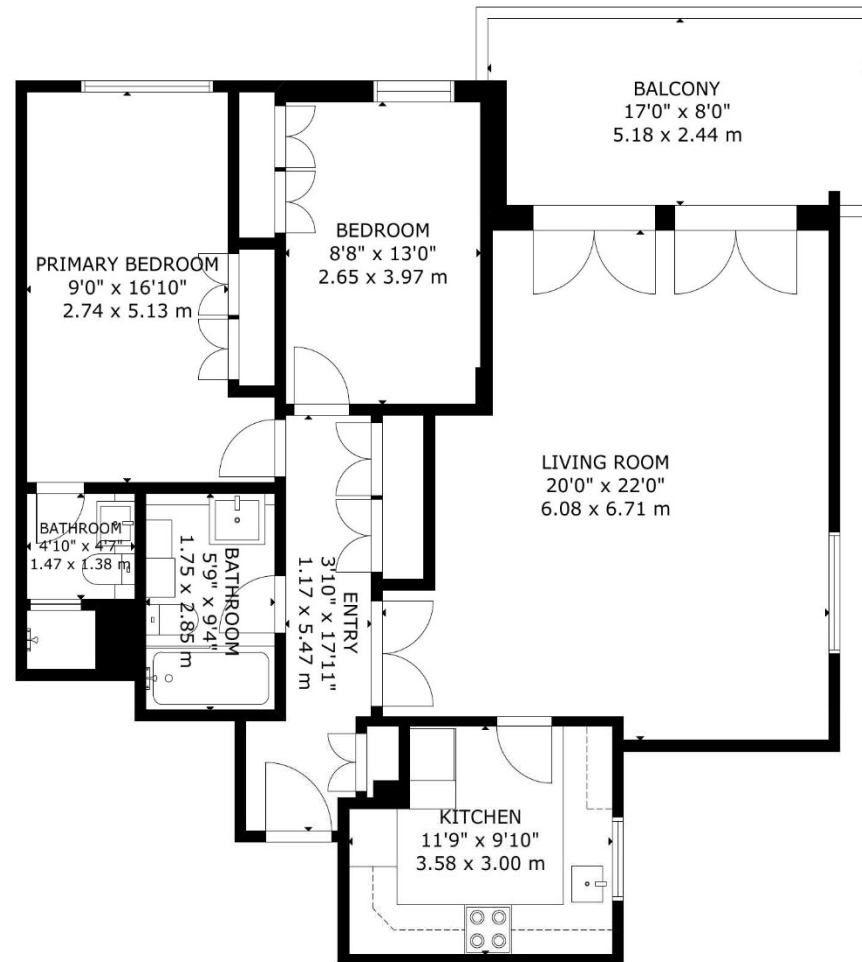 BALCONY
17'0" x 8'0"
5.18 x 2.44 m
BEDROOM
8'8" x 13'0"
2.65 x 3.97 m
PRIMARY BEDROOM
9'0" x 16'10"
2.74 x 5.13 m
LIVING ROOM
20'0" x 22'0"
6.08 x 6.71 m
BATHROOM
4'10" x 4'7"
1.47 x 1.38 m
BATHROOM
5'9" x 9'4"
1.75 x 2.85 m
ENTRY
3'10" x 17'11"
1.17 x 5.47 m
KITCHEN
11'9" x 9'10"
3.58 x 3.00 m